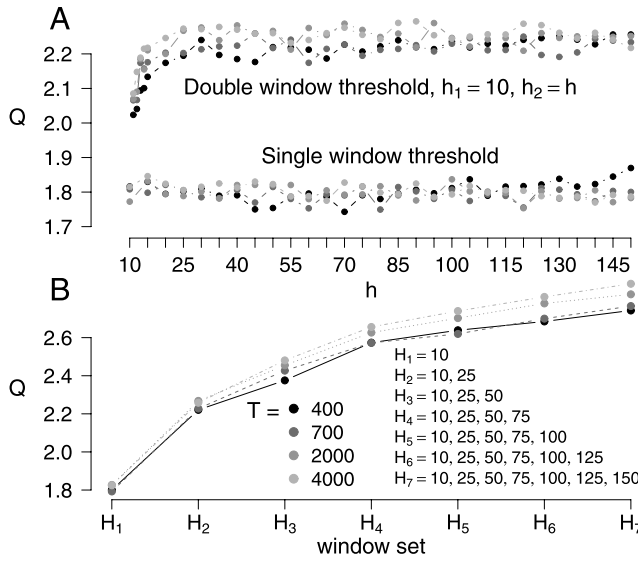 A
2.2
2.1
2.0
1.9
1.8
1.7
Q
Double window threshold, h₁ = 10, h₂ = h
Single window threshold
10 25 40 55 70 85 100 120 145
h
B
2.6
2.4
2.2
2.0
1.8
Q
T = 400
700
2000
4000
H₁ = 10
H₂ = 10, 25
H₃ = 10, 25, 50
H₄ = 10, 25, 50, 75
H₅ = 10, 25, 50, 75, 100
H₆ = 10, 25, 50, 75, 100, 125
H₇ = 10, 25, 50, 75, 100, 125, 150
H₁ H₂ H₃ H₄ H₅ H₆ H₇
window set